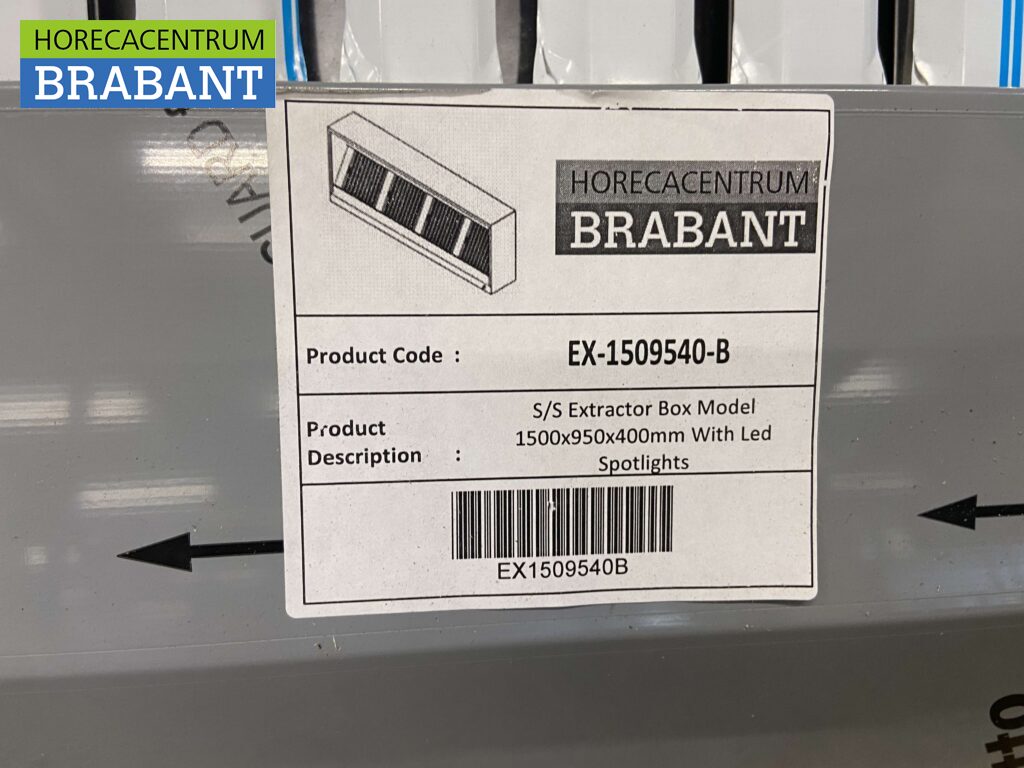 HORECACENTRUM
BRABANT
HORECACENTRUM
BRABANT
Product Code : EX-1509540-B
Product Description : S/S Extractor Box Model
1500x950x400mm With Led
Spotlights
EX1509540B